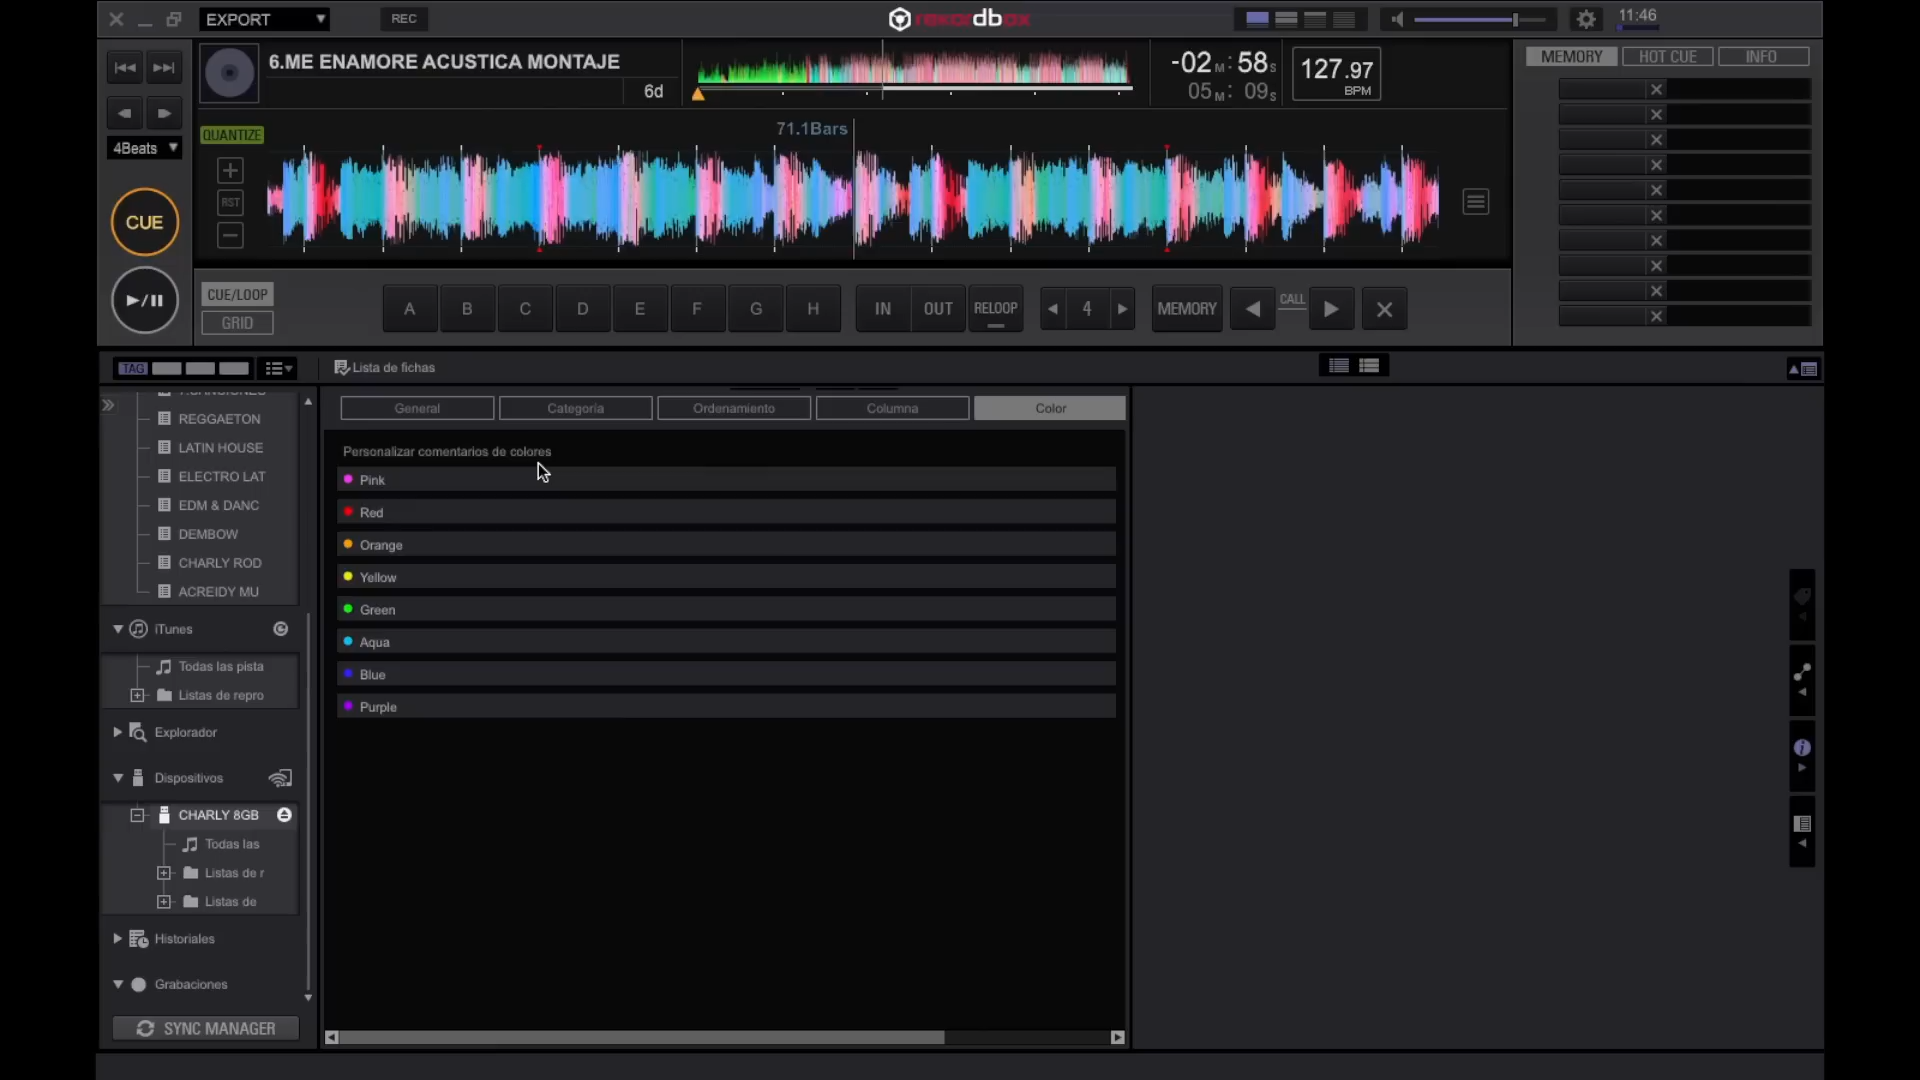 EXPORT
REC
rekordbox
11:46
6.ME ENAMORE ACUSTICA MONTAJE
6d
-02 M: 58 S
05 M: 09 S
127.97
BPM
MEMORY
HOT CUE
INFO
4Beats
QUANTIZE
71.1Bars
RST
CUE
CUE/LOOP
GRID
A
B
C
D
E
F
G
H
IN
OUT
RELOOP
4
MEMORY
CALL
TAG
Lista de fichas
REGGAETON
LATIN HOUSE
ELECTRO LAT
EDM & DANC
DEMBOW
CHARLY ROD
ACREIDY MU
iTunes
Todas las pista
Listas de repro
Explorador
Dispositivos
CHARLY 8GB
Todas las
Listas de r
Listas de
Historiales
Grabaciones
SYNC MANAGER
General
Categoría
Ordenamiento
Columna
Color
Personalizar comentarios de colores
Pink
Red
Orange
Yellow
Green
Aqua
Blue
Purple